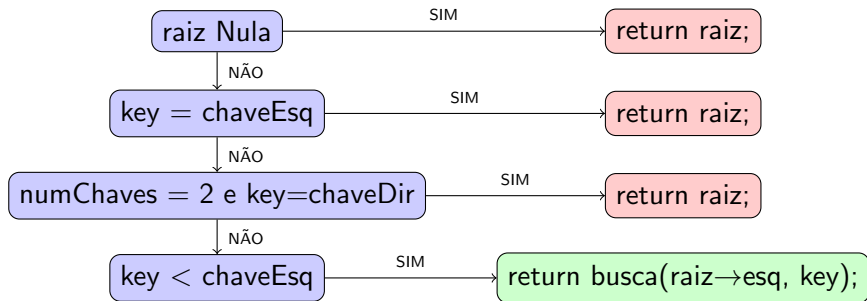 raiz Nula
SIM
return raiz;
NÃO
key = chaveEsq
SIM
return raiz;
NÃO
numChaves = 2 e key=chaveDir
SIM
return raiz;
NÃO
key < chaveEsq
SIM
return busca(raiz→esq, key);